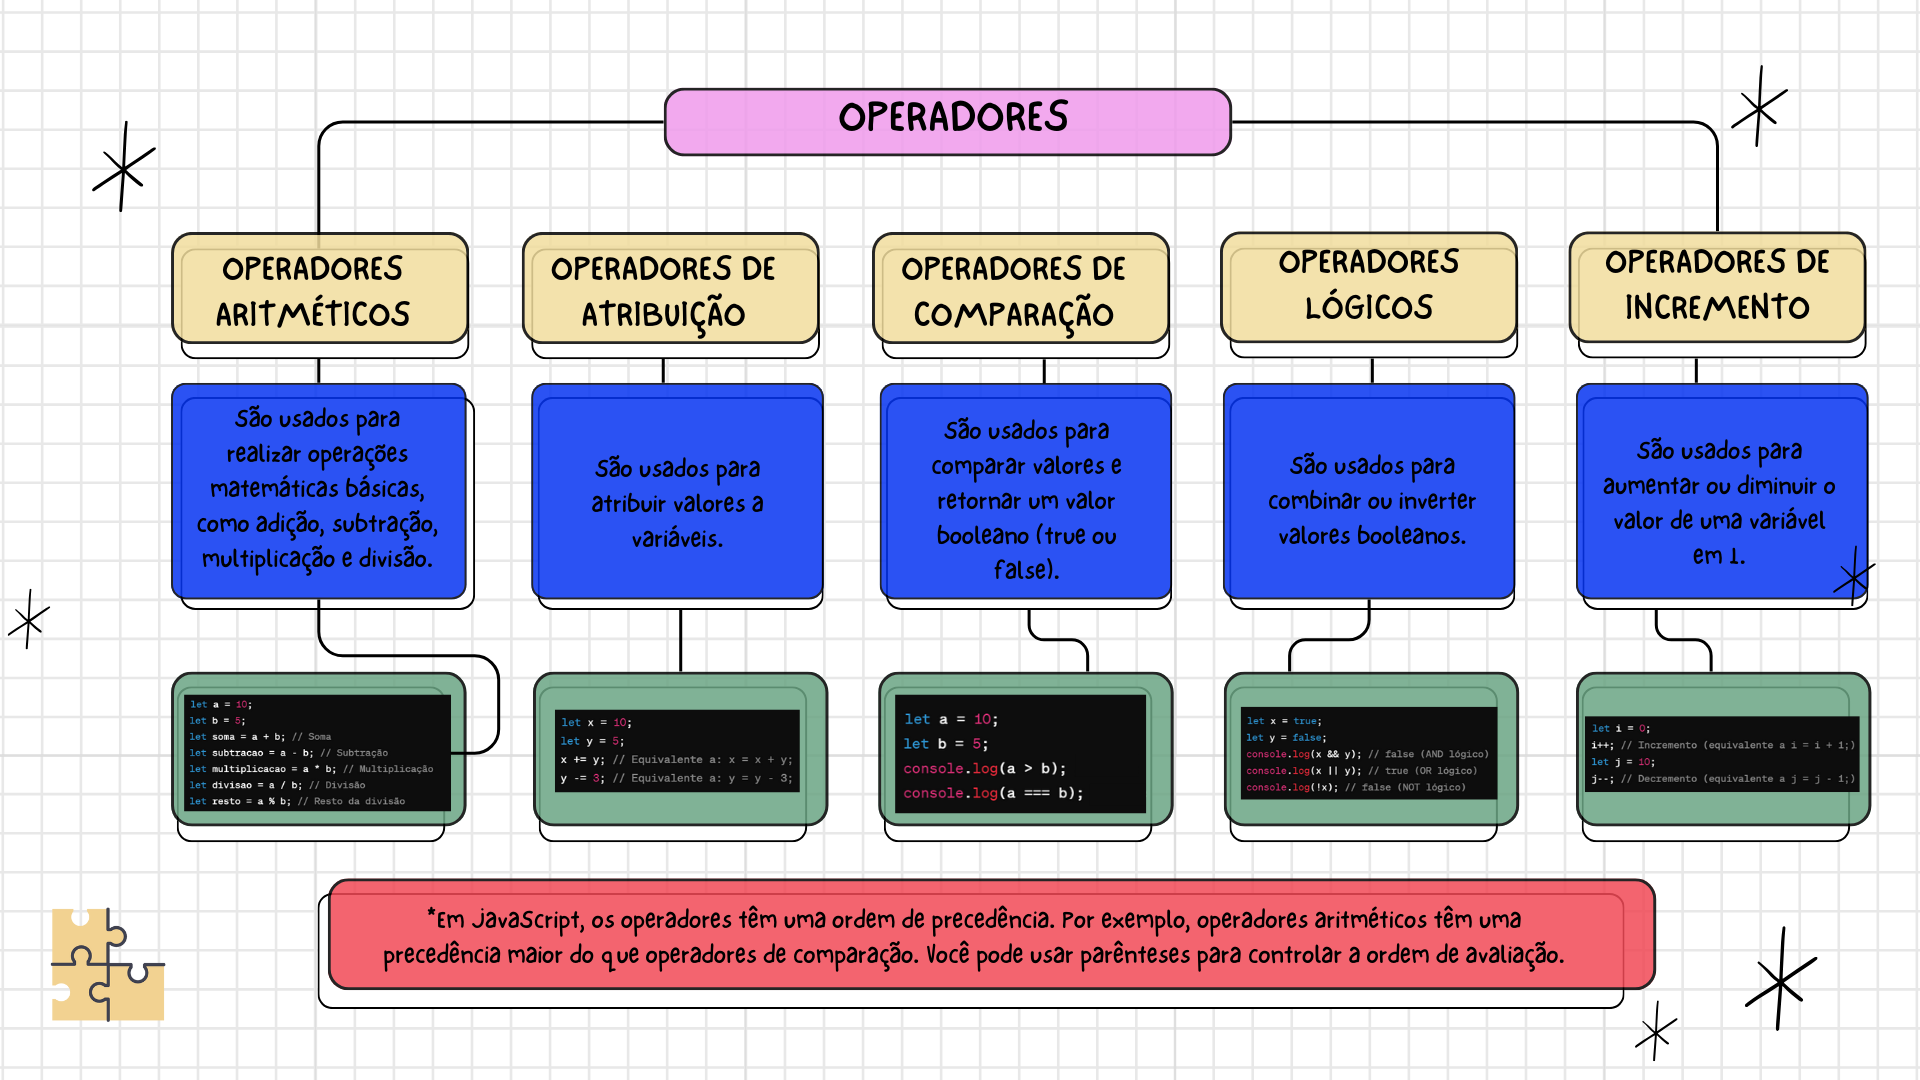 OPERADORES
OPERADORES
ARITMÉTICOS
São usados para
realizar operações
matemáticas básicas,
como adição, subtração,
multiplicação e divisão.
let a = 10;
let b = 5;
let soma = a + b; // Soma
let subtracao = a - b; // Subtração
let multiplicacao = a * b; // Multiplicação
let divisao = a / b; // Divisão
let resto = a % b; // Resto da divisão
OPERADORES DE
ATRIBUIÇÃO
São usados para
atribuir valores a
variáveis.
let x = 10;
let y = 5;
x += y; // Equivalente a: x = x + y;
y -= 3; // Equivalente a: y = y - 3;
OPERADORES DE
COMPARAÇÃO
São usados para
comparar valores e
retornar um valor
booleano (true ou
false).
let a = 10;
let b = 5;
console.log(a > b);
console.log(a === b);
OPERADORES
LÓGICOS
São usados para
combinar ou inverter
valores booleanos.
let x = true;
let y = false;
console.log(x && y); // false (AND lógico)
console.log(x || y); // true (OR lógico)
console.log(!x); // false (NOT lógico)
OPERADORES DE
INCREMENTO
São usados para
aumentar ou diminuir o
valor de uma variável
em 1.
let i = 0;
i++; // Incremento (equivalente a i = i + 1;)
let j = 10;
j--; // Decremento (equivalente a j = j - 1;)
*Em JavaScript, os operadores têm uma ordem de precedência. Por exemplo, operadores aritméticos têm uma
precedência maior do que operadores de comparação. Você pode usar parênteses para controlar a ordem de avaliação.